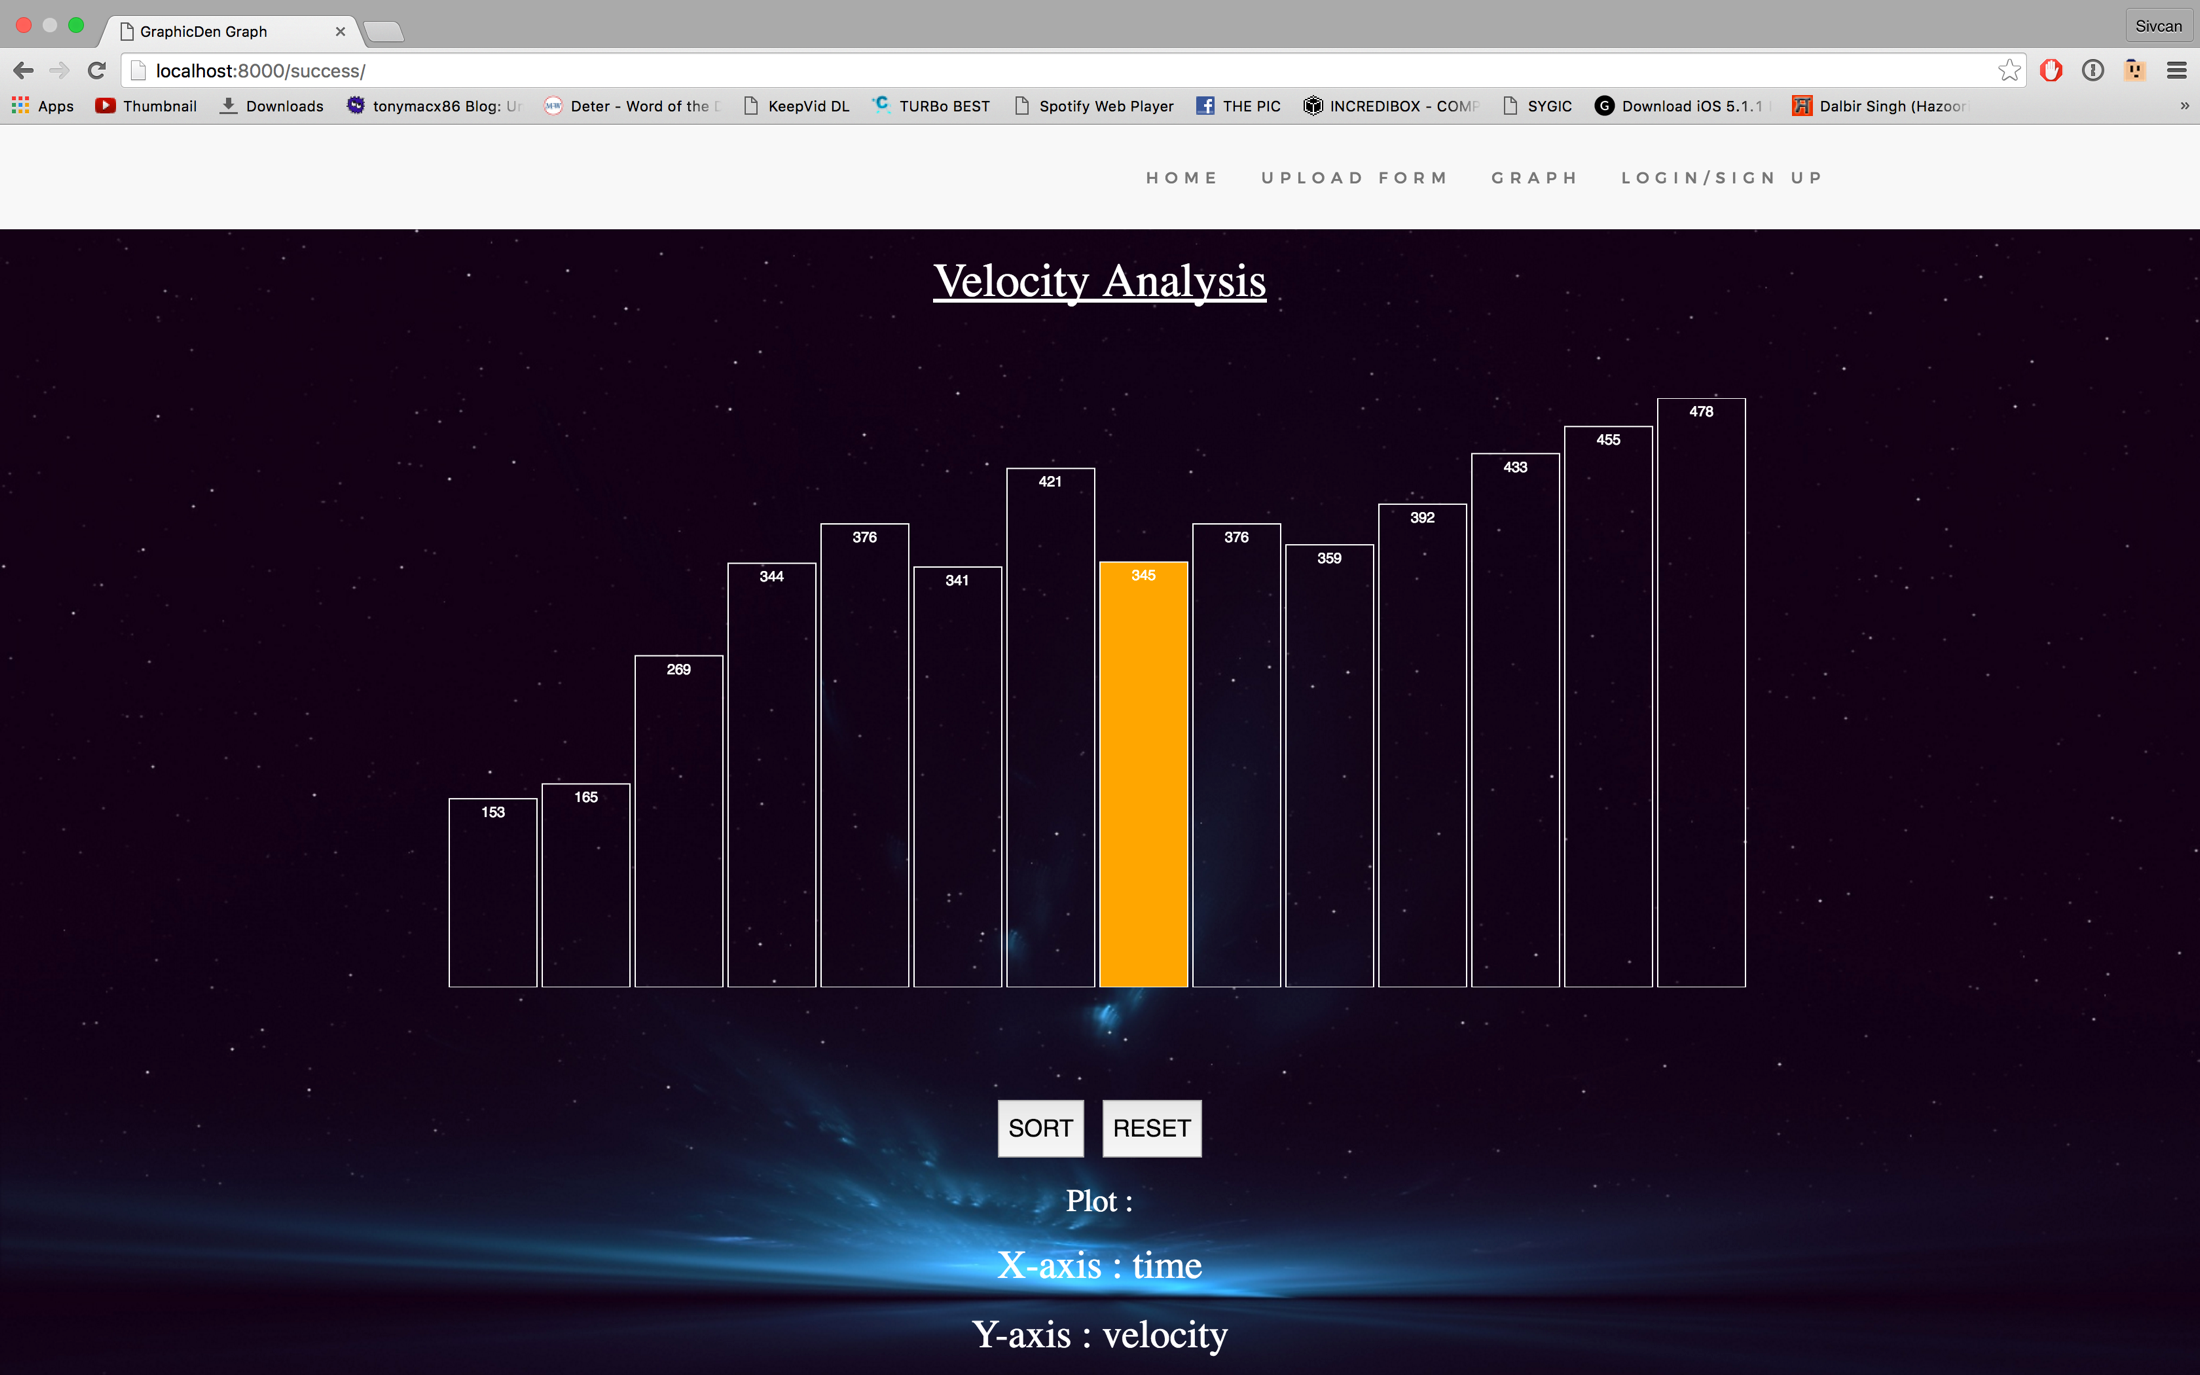 GraphicDen Graph
Sivcan
localhost:8000/success/
Apps Thumbnail Downloads tonymacx86 Blog: Deter - Word of the KeepVid DL TURBo BEST Spotify Web Player THE PIC INCREDIBOX - COMP SYGIC Download iOS 5.1.1 Dalbir Singh (Hazoor »
HOME UPLOAD FORM GRAPH LOGIN/SIGN UP
Velocity Analysis
153 165 269 344 376 341 421 345 376 359 392 433 455 478
SORT RESET
Plot :
X-axis : time
Y-axis : velocity